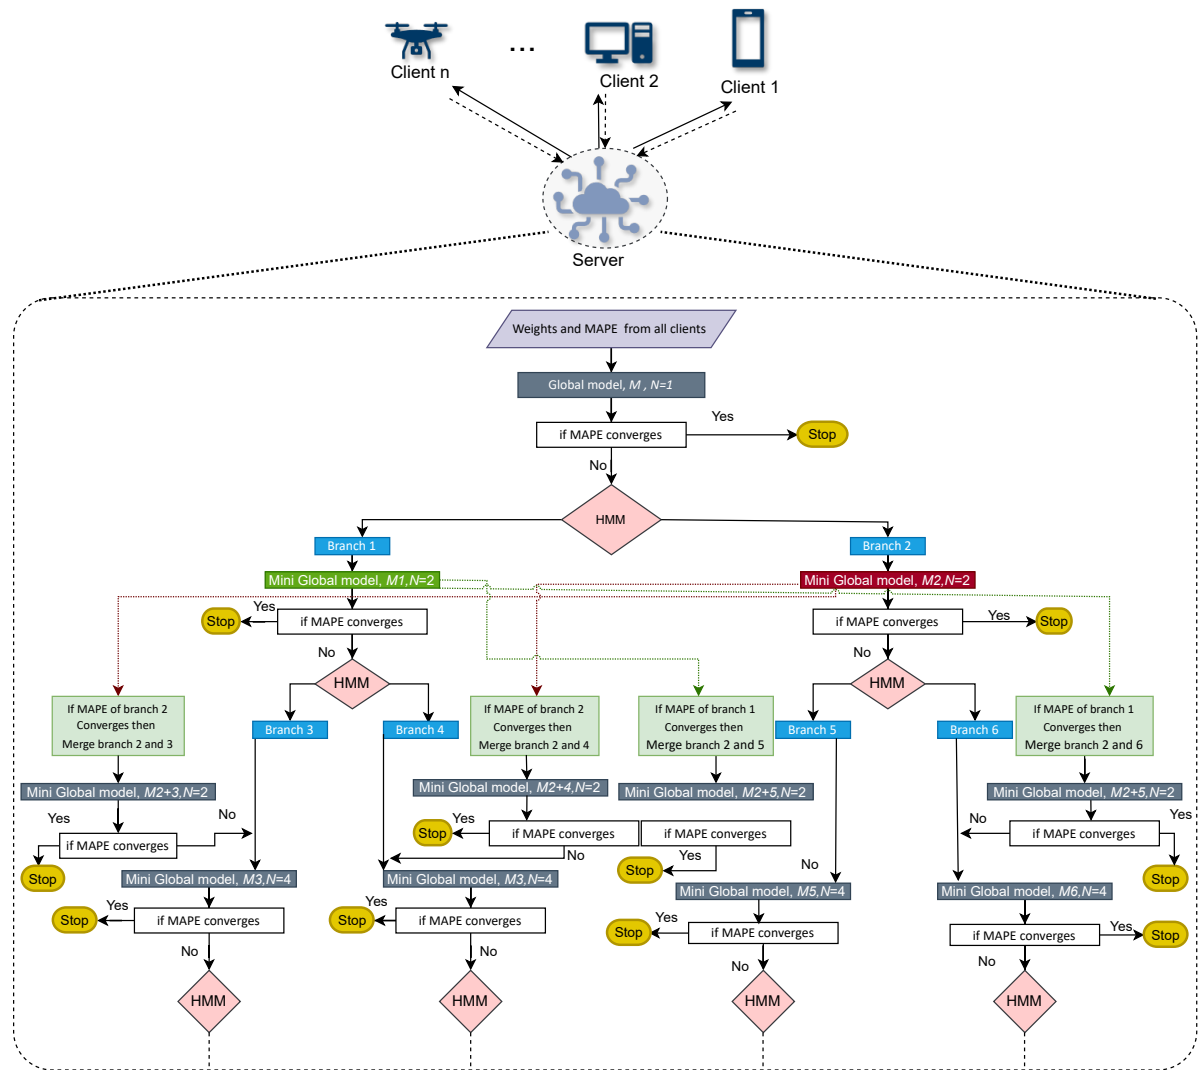 Client n
...
Client 2
Client 1
Server
Weights and MAPE from all clients
Global model, M , N=1
if MAPE converges
Yes
Stop
No
HMM
Branch 1
Branch 2
Mini Global model, M1,N=2
Mini Global model, M2,N=2
Stop
Yes
if MAPE converges
if MAPE converges
Yes
Stop
No
No
HMM
HMM
If MAPE of branch 2
Converges then
Merge branch 2 and 3
Branch 3
Branch 4
If MAPE of branch 2
Converges then
Merge branch 2 and 4
If MAPE of branch 1
Converges then
Merge branch 2 and 5
Branch 5
Branch 6
If MAPE of branch 1
Converges then
Merge branch 2 and 6
Mini Global model, M2+3,N=2
Mini Global model, M2+4,N=2
Mini Global model, M2+5,N=2
Mini Global model, M2+5,N=2
Yes
if MAPE converges
No
Stop
Stop
Yes
if MAPE converges
No
if MAPE converges
Yes
Stop
No
No
if MAPE converges
Yes
Stop
Mini Global model, M3,N=4
Mini Global model, M3,N=4
Mini Global model, M5,N=4
Mini Global model, M6,N=4
Stop
Yes
if MAPE converges
Stop
Yes
if MAPE converges
Stop
Yes
if MAPE converges
if MAPE converges
Yes
Stop
No
No
No
No
HMM
HMM
HMM
HMM